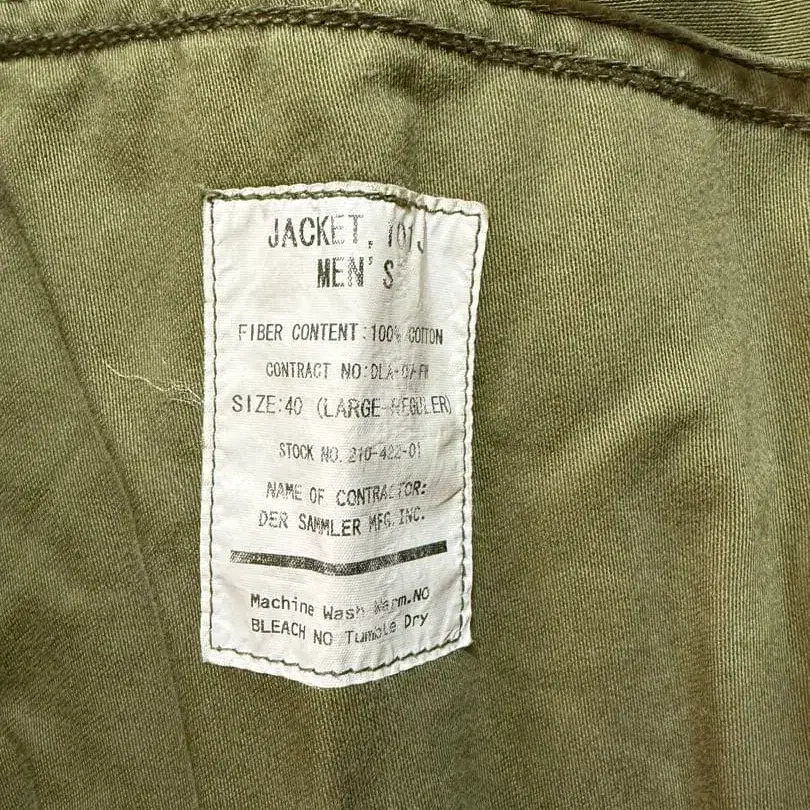 JACKET, 101J
MEN'S
FIBER CONTENT:100% COTTON
CONTRACT NO:
SIZE:40 (LARGE-REGULER)
STOCK NO. 210-422-01
NAME OF CONTRACTOR:
DER SAMMLER MFG. INC.
Machine Wash Warm.NO
BLEACH NO Tumble Dry